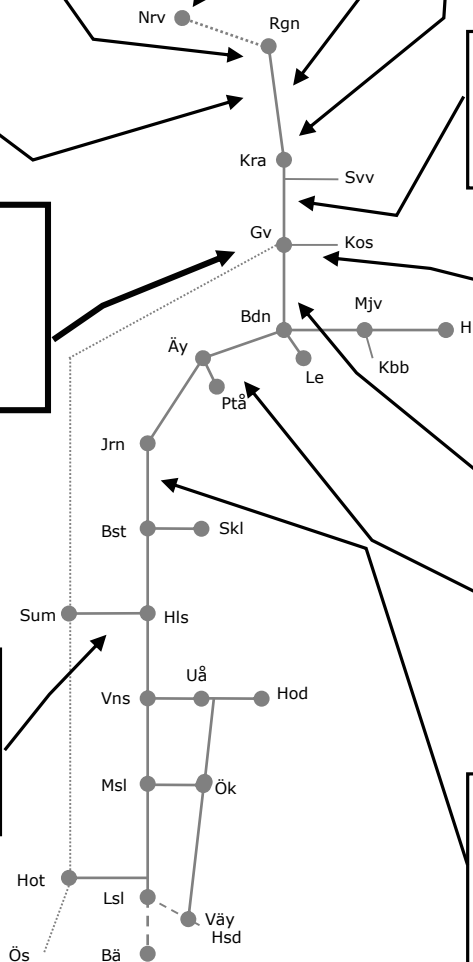 Nrv
Rgn
Kra
Svv
Gv
Kos
Bdn
Mjv
H
Äy
Le
Kbb
Ptå
Jrn
Bst
Skl
Sum
Hls
Uå
Vns
Hod
Msl
Ök
Hot
Lsl
Väy
Hsd
Ös
Bä